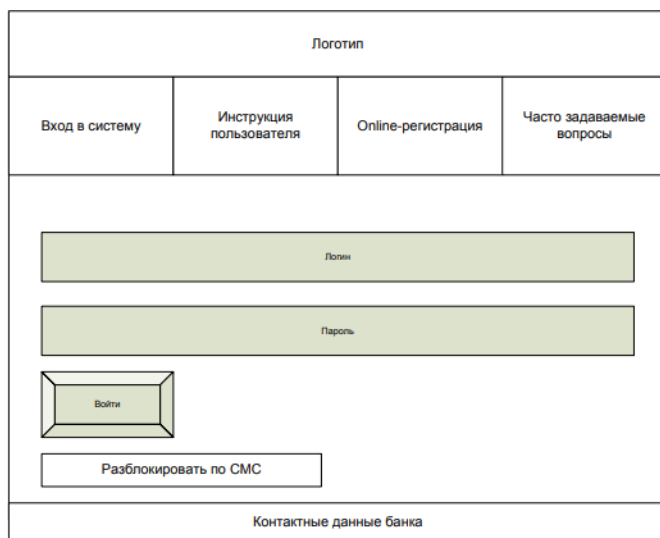 Логотип
Вход в систему
Инструкция
пользователя
Online-регистрация
Часто задаваемые
вопросы
Логин
Пароль
Войти
Разблокировать по СМС
Контактные данные банка